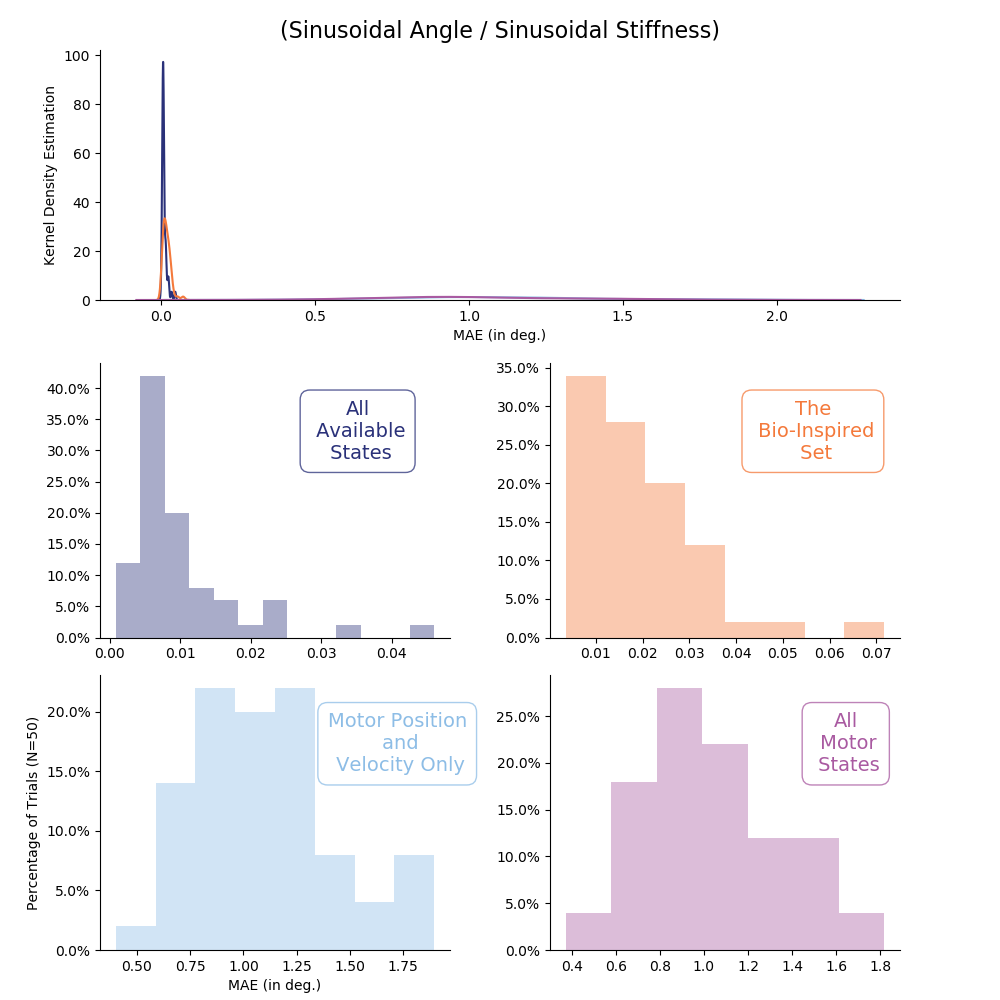 (Sinusoidal Angle / Sinusoidal Stiffness)
Kernel Density Estimation
100
80
60
40
20
0
0.0 0.5 1.0 1.5 2.0
MAE (in deg.)
40.0%
35.0%
30.0%
25.0%
20.0%
15.0%
10.0%
5.0%
0.0%
All
Available
States
0.00 0.01 0.02 0.03 0.04
35.0%
30.0%
25.0%
20.0%
15.0%
10.0%
5.0%
0.0%
The
Bio-Inspired
Set
0.01 0.02 0.03 0.04 0.05 0.06 0.07
Percentage of Trials (N=50)
20.0%
15.0%
10.0%
5.0%
0.0%
Motor Position
and
Velocity Only
0.50 0.75 1.00 1.25 1.50 1.75
MAE (in deg.)
25.0%
20.0%
15.0%
10.0%
5.0%
0.0%
All
Motor
States
0.4 0.6 0.8 1.0 1.2 1.4 1.6 1.8